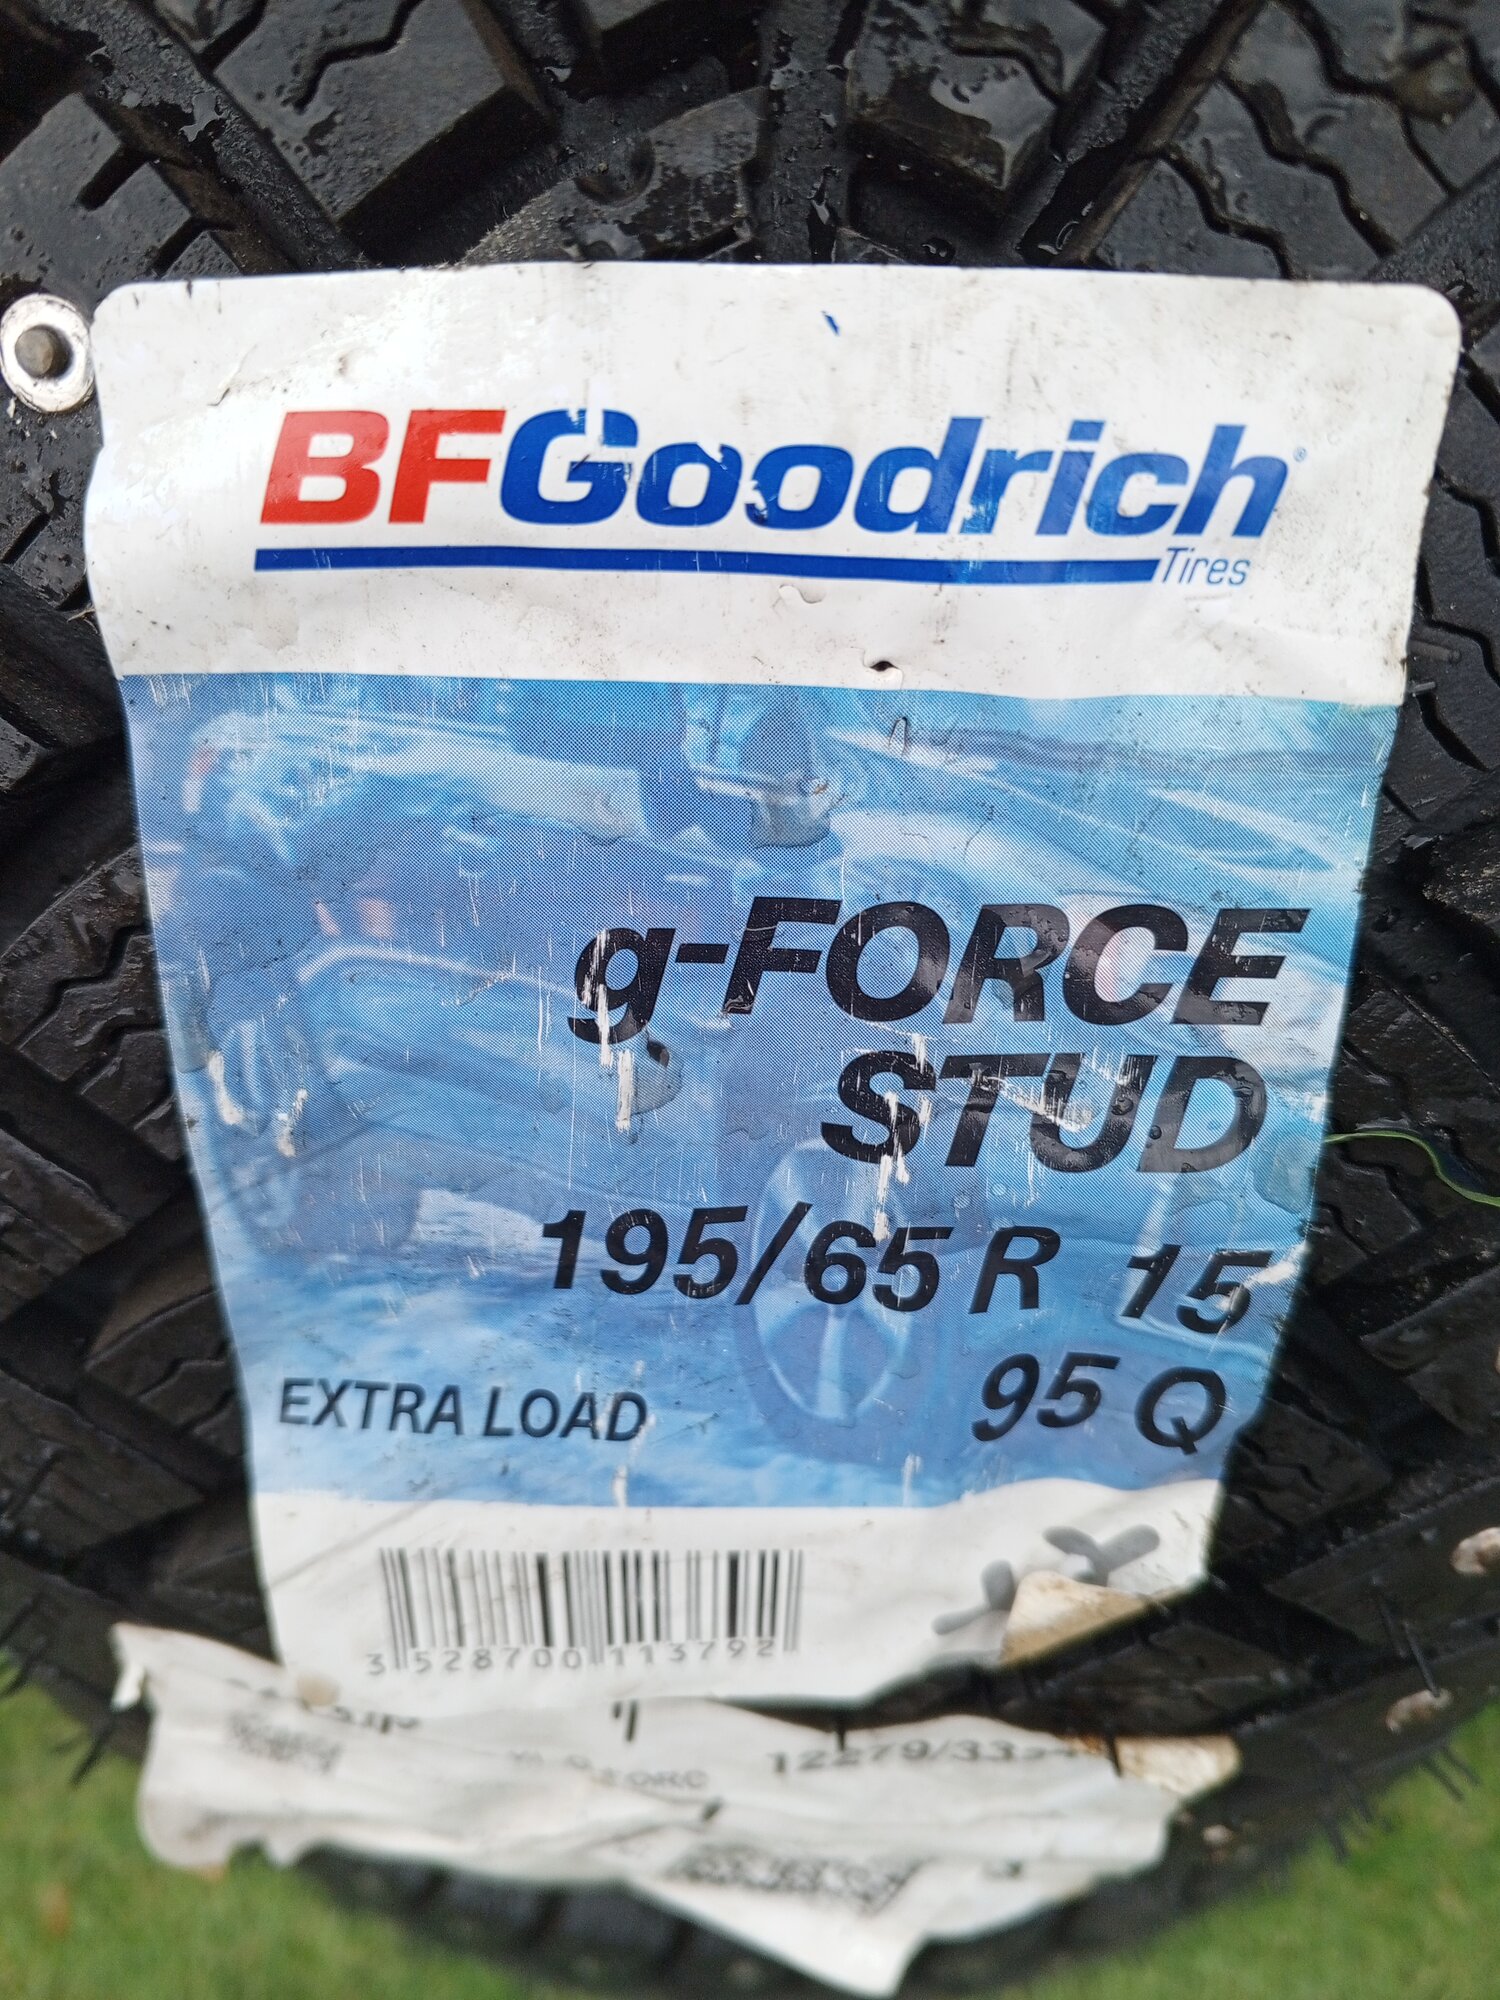 BFGoodrich®
Tires
g-FORCE
STUD
195/65 R 15
EXTRA LOAD 95 Q
3 528700 113792